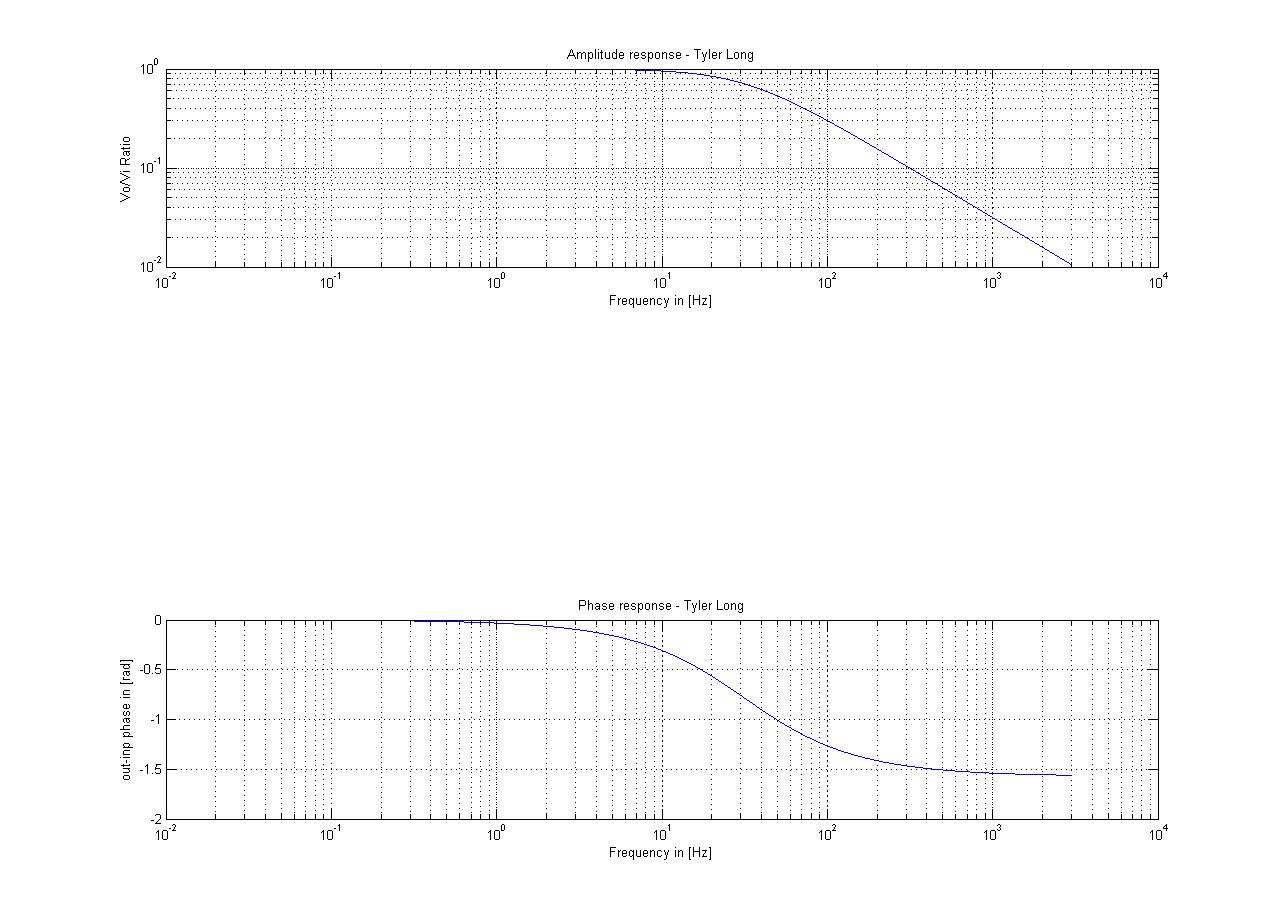 Amplitude response - Tyler Long
10^0
10^-1
10^-2
Vo/Vi Ratio
10^-2 10^-1 10^0 10^1 10^2 10^3 10^4
Frequency in [Hz]
Phase response - Tyler Long
0
-0.5
-1
-1.5
-2
out-inp phase in [rad]
10^-2 10^-1 10^0 10^1 10^2 10^3 10^4
Frequency in [Hz]